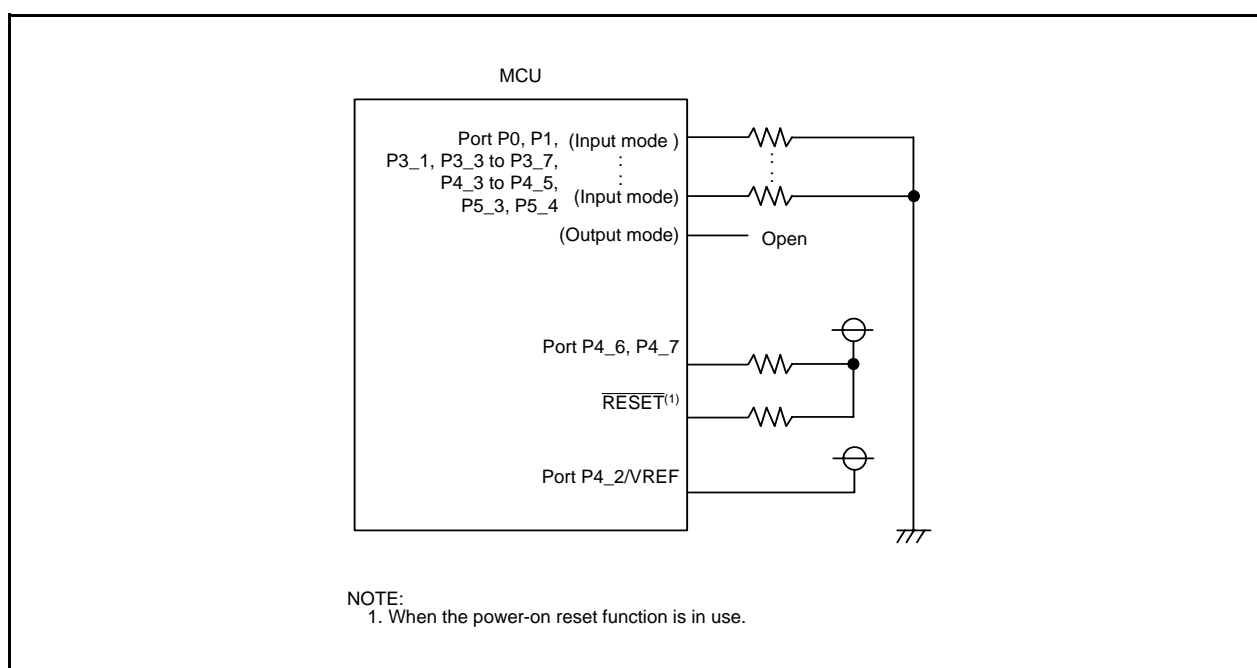 MCU
Port P0, P1, (Input mode )
P3_1, P3_3 to P3_7, :
P4_3 to P4_5, :
P5_3, P5_4 (Input mode)
(Output mode) Open
Port P4_6, P4_7
RESET(1)
Port P4_2/VREF
NOTE:
1. When the power-on reset function is in use.